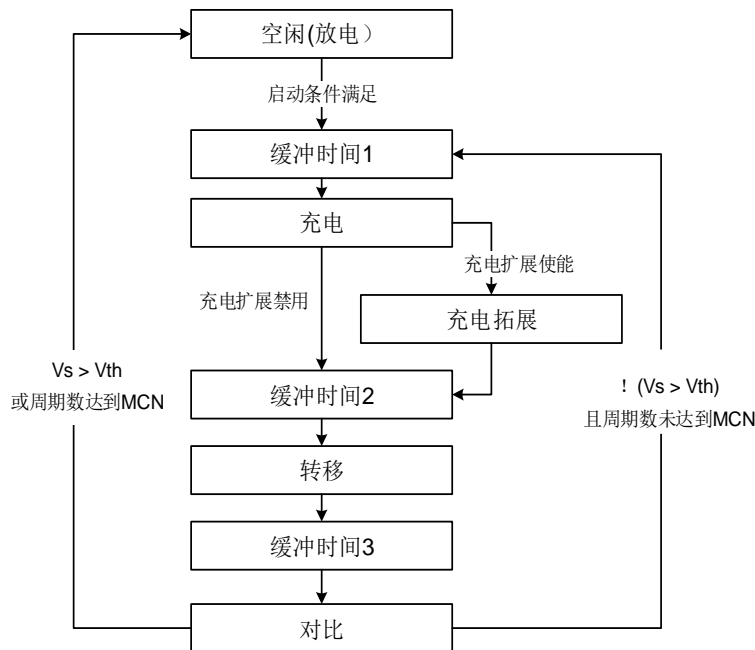 空闲(放电）
启动条件满足
缓冲时间1
充电
充电扩展使能
充电扩展禁用
充电拓展
Vs > Vth
或周期数达到MCN
缓冲时间2
！(Vs > Vth)
且周期数未达到MCN
转移
缓冲时间3
对比